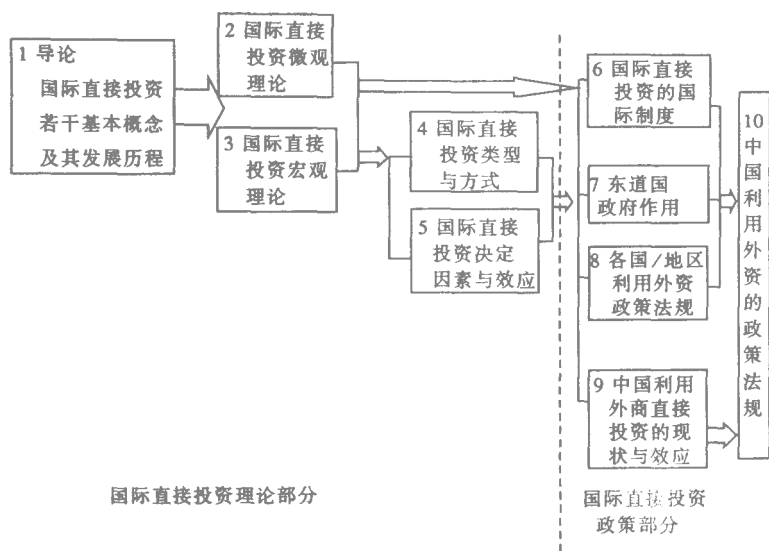 1 导论
国际直接投资
若干基本概念
及其发展历程
2 国际直接
投资微观
理论
3 国际直接
投资宏观
理论
4 国际直接
投资类型
与方式
5 国际直接
投资决定
因素与效应
6 国际直接
投资的国
际制度
7 东道国
政府作用
8 各国/地区
利用外资
政策法规
9 中国利用
外商直接
投资的现
状与效应
10
中
国
利
用
外
资
的
政
策
法
规
国际直接投资理论部分
国际直接投资
政策部分